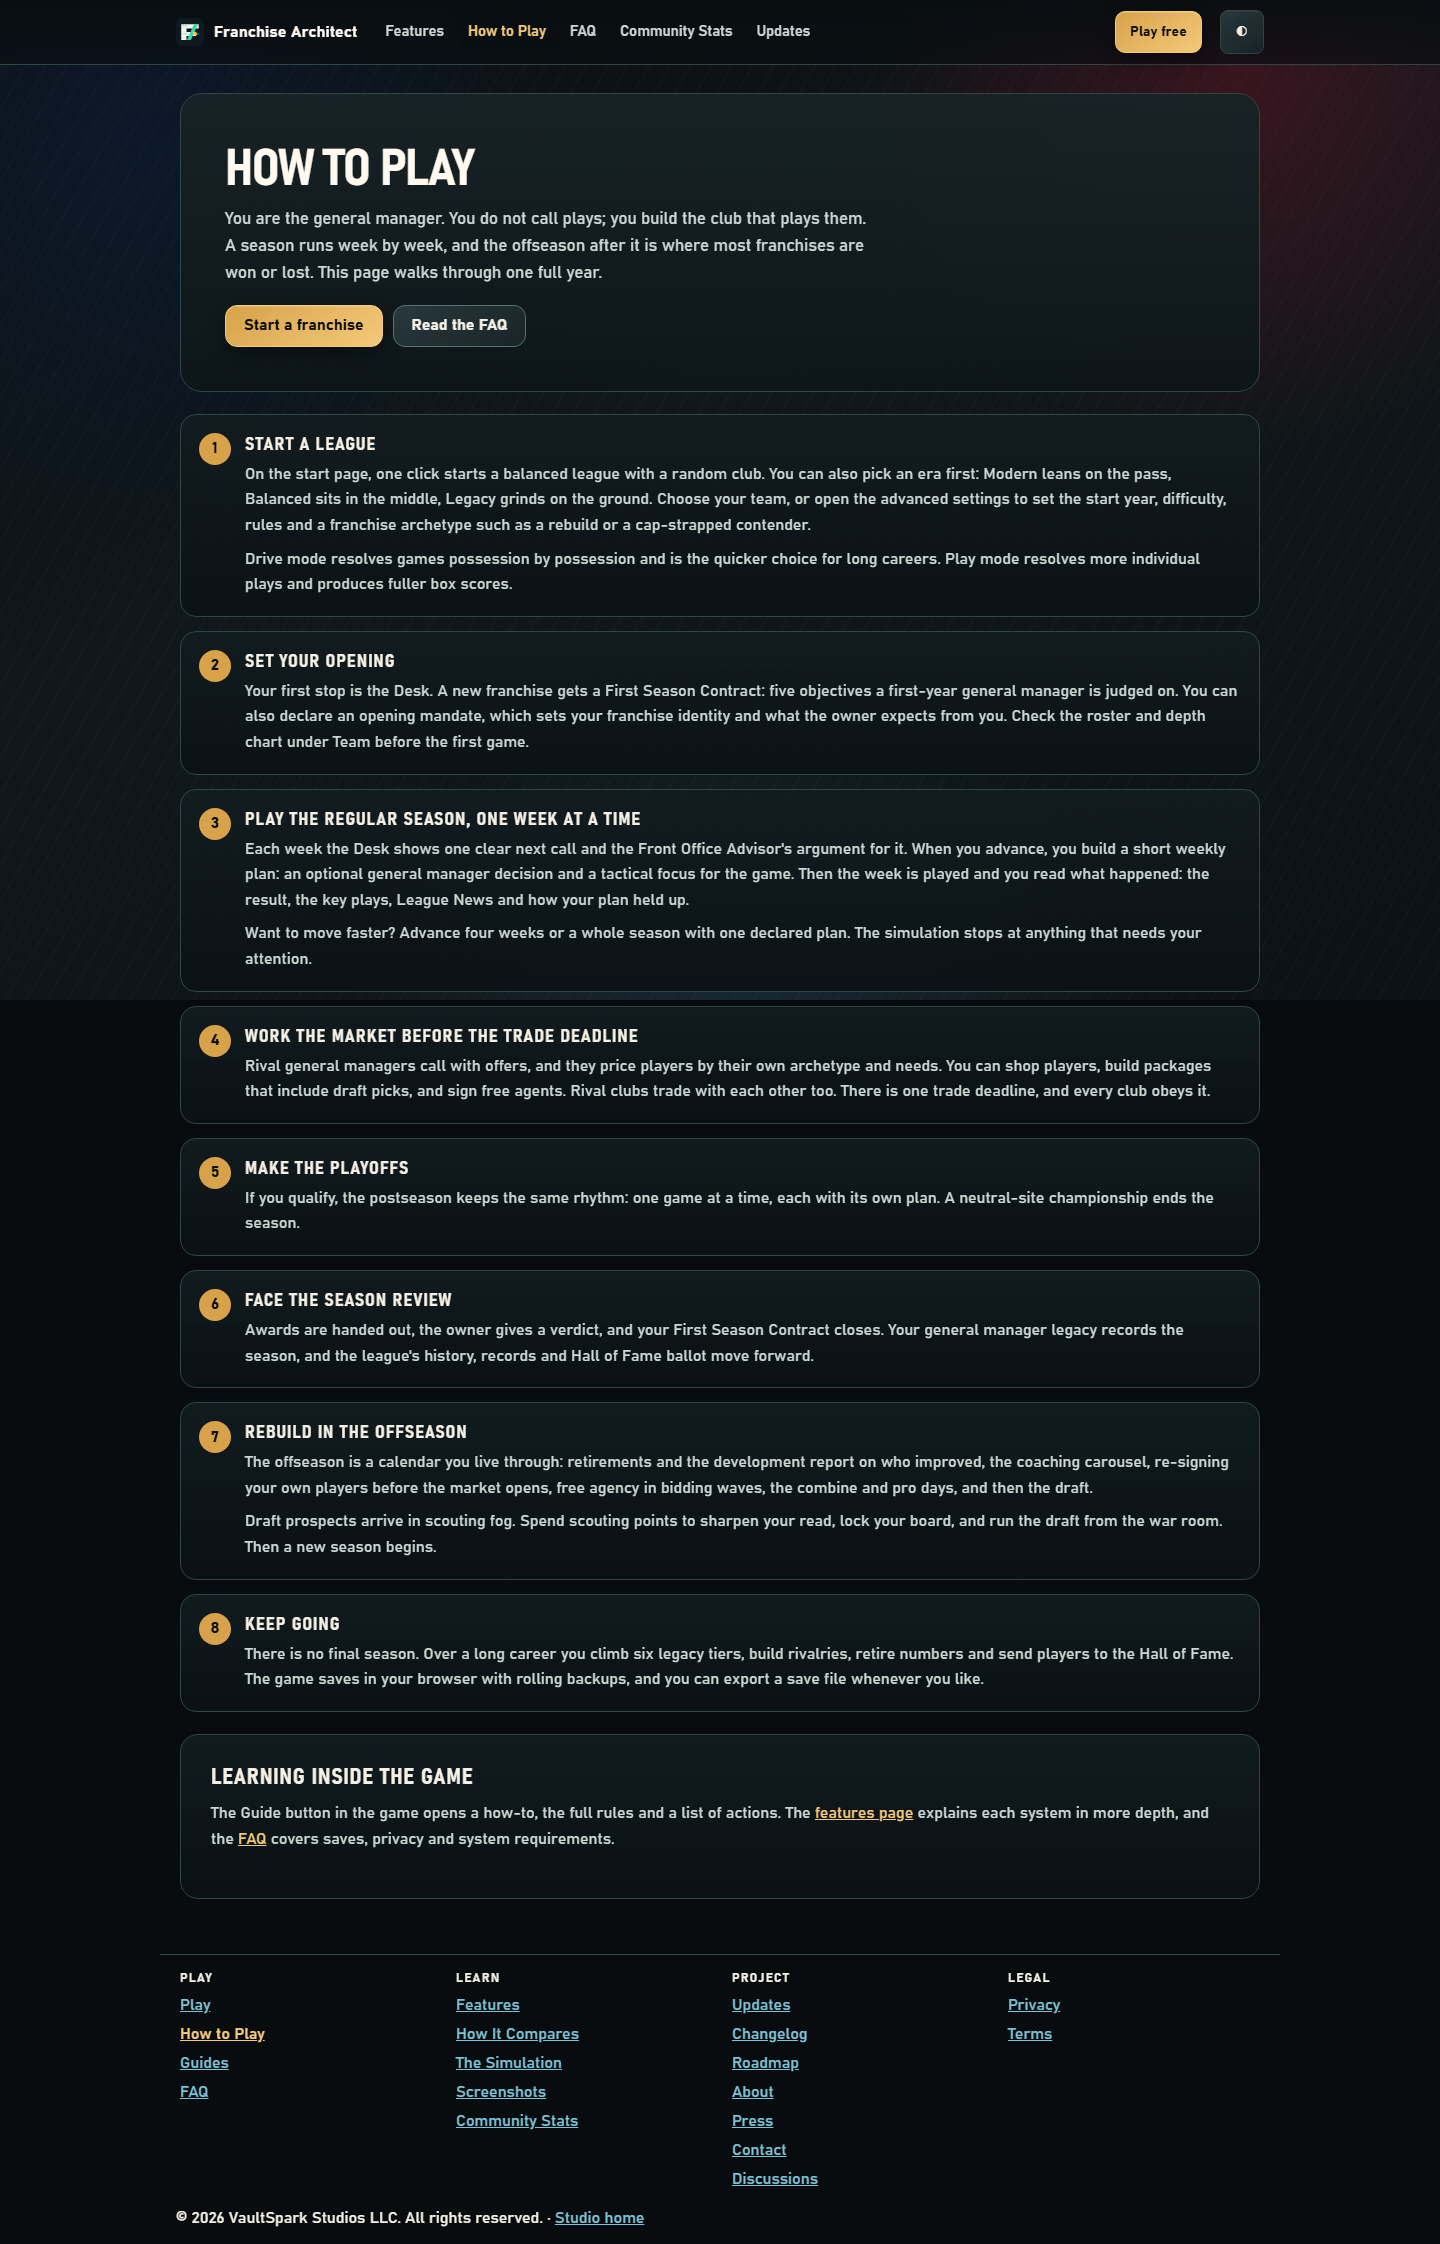 Franchise Architect
Features
How to Play
FAQ
Community Stats
Updates
Play free
HOW TO PLAY
You are the general manager. You do not call plays; you build the club that plays them.
A season runs week by week, and the offseason after it is where most franchises are
won or lost. This page walks through one full year.
Start a franchise
Read the FAQ
1
START A LEAGUE
On the start page, one click starts a balanced league with a random club. You can also pick an era first: Modern leans on the pass,
Balanced sits in the middle, Legacy grinds on the ground. Choose your team, or open the advanced settings to set the start year, difficulty,
rules and a franchise archetype such as a rebuild or a cap-strapped contender.
Drive mode resolves games possession by possession and is the quicker choice for long careers. Play mode resolves more individual
plays and produces fuller box scores.
2
SET YOUR OPENING
Your first stop is the Desk. A new franchise gets a First Season Contract: five objectives a first-year general manager is judged on. You can
also declare an opening mandate, which sets your franchise identity and what the owner expects from you. Check the roster and depth
chart under Team before the first game.
3
PLAY THE REGULAR SEASON, ONE WEEK AT A TIME
Each week the Desk shows one clear next call and the Front Office Advisor's argument for it. When you advance, you build a short weekly
plan: an optional general manager decision and a tactical focus for the game. Then the week is played and you read what happened: the
result, the key plays, League News and how your plan held up.
Want to move faster? Advance four weeks or a whole season with one declared plan. The simulation stops at anything that needs your
attention.
4
WORK THE MARKET BEFORE THE TRADE DEADLINE
Rival general managers call with offers, and they price players by their own archetype and needs. You can shop players, build packages
that include draft picks, and sign free agents. Rival clubs trade with each other too. There is one trade deadline, and every club obeys it.
5
MAKE THE PLAYOFFS
If you qualify, the postseason keeps the same rhythm: one game at a time, each with its own plan. A neutral-site championship ends the
season.
6
FACE THE SEASON REVIEW
Awards are handed out, the owner gives a verdict, and your First Season Contract closes. Your general manager legacy records the
season, and the league's history, records and Hall of Fame ballot move forward.
7
REBUILD IN THE OFFSEASON
The offseason is a calendar you live through: retirements and the development report on who improved, the coaching carousel, re-signing
your own players before the market opens, free agency in bidding waves, the combine and pro days, and then the draft.
Draft prospects arrive in scouting fog. Spend scouting points to sharpen your read, lock your board, and run the draft from the war room.
Then a new season begins.
8
KEEP GOING
There is no final season. Over a long career you climb six legacy tiers, build rivalries, retire numbers and send players to the Hall of Fame.
The game saves in your browser with rolling backups, and you can export a save file whenever you like.
LEARNING INSIDE THE GAME
The Guide button in the game opens a how-to, the full rules and a list of actions. The features page explains each system in more depth, and
the FAQ covers saves, privacy and system requirements.
PLAY
Play
How to Play
Guides
FAQ
LEARN
Features
How It Compares
The Simulation
Screenshots
Community Stats
PROJECT
Updates
Changelog
Roadmap
About
Press
Contact
Discussions
LEGAL
Privacy
Terms
© 2026 VaultSpark Studios LLC. All rights reserved. · Studio home